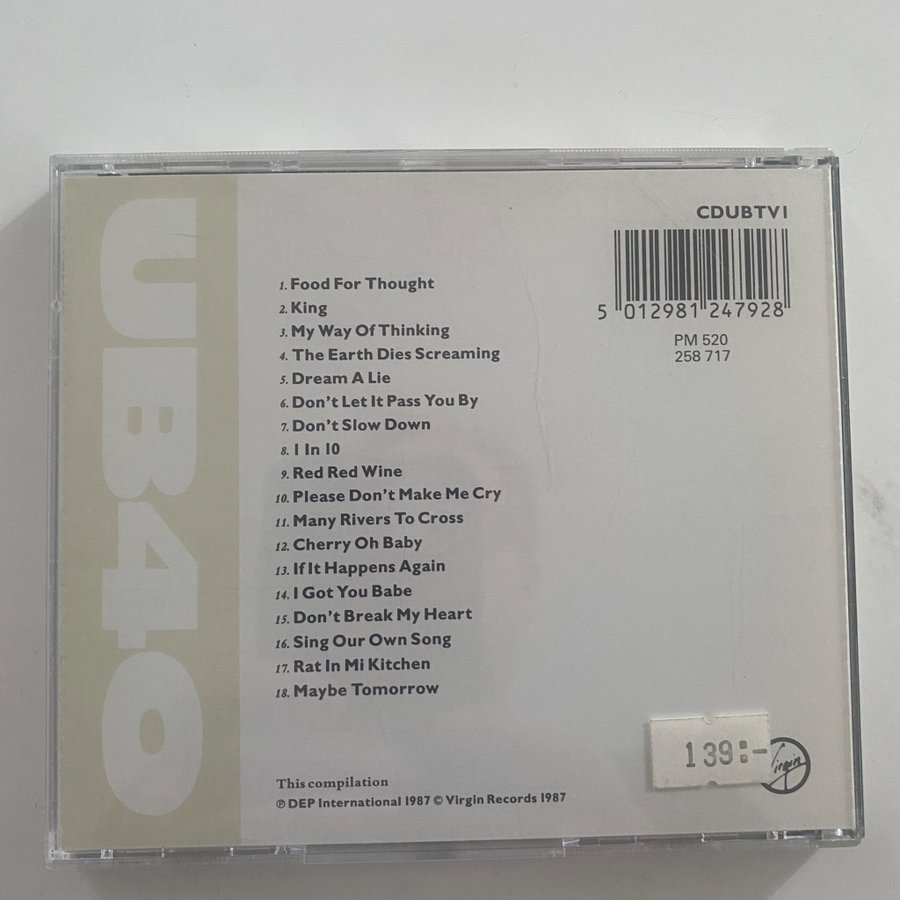 UB40
CDUBTV1
5 012981 247928
PM 520
258 717
1. Food For Thought
2. King
3. My Way Of Thinking
4. The Earth Dies Screaming
5. Dream A Lie
6. Don't Let It Pass You By
7. Don't Slow Down
8. 1 In 10
9. Red Red Wine
10. Please Don't Make Me Cry
11. Many Rivers To Cross
12. Cherry Oh Baby
13. If It Happens Again
14. I Got You Babe
15. Don't Break My Heart
16. Sing Our Own Song
17. Rat In Mi Kitchen
18. Maybe Tomorrow
139:-
Virgin
This compilation
℗ DEP International 1987 © Virgin Records 1987